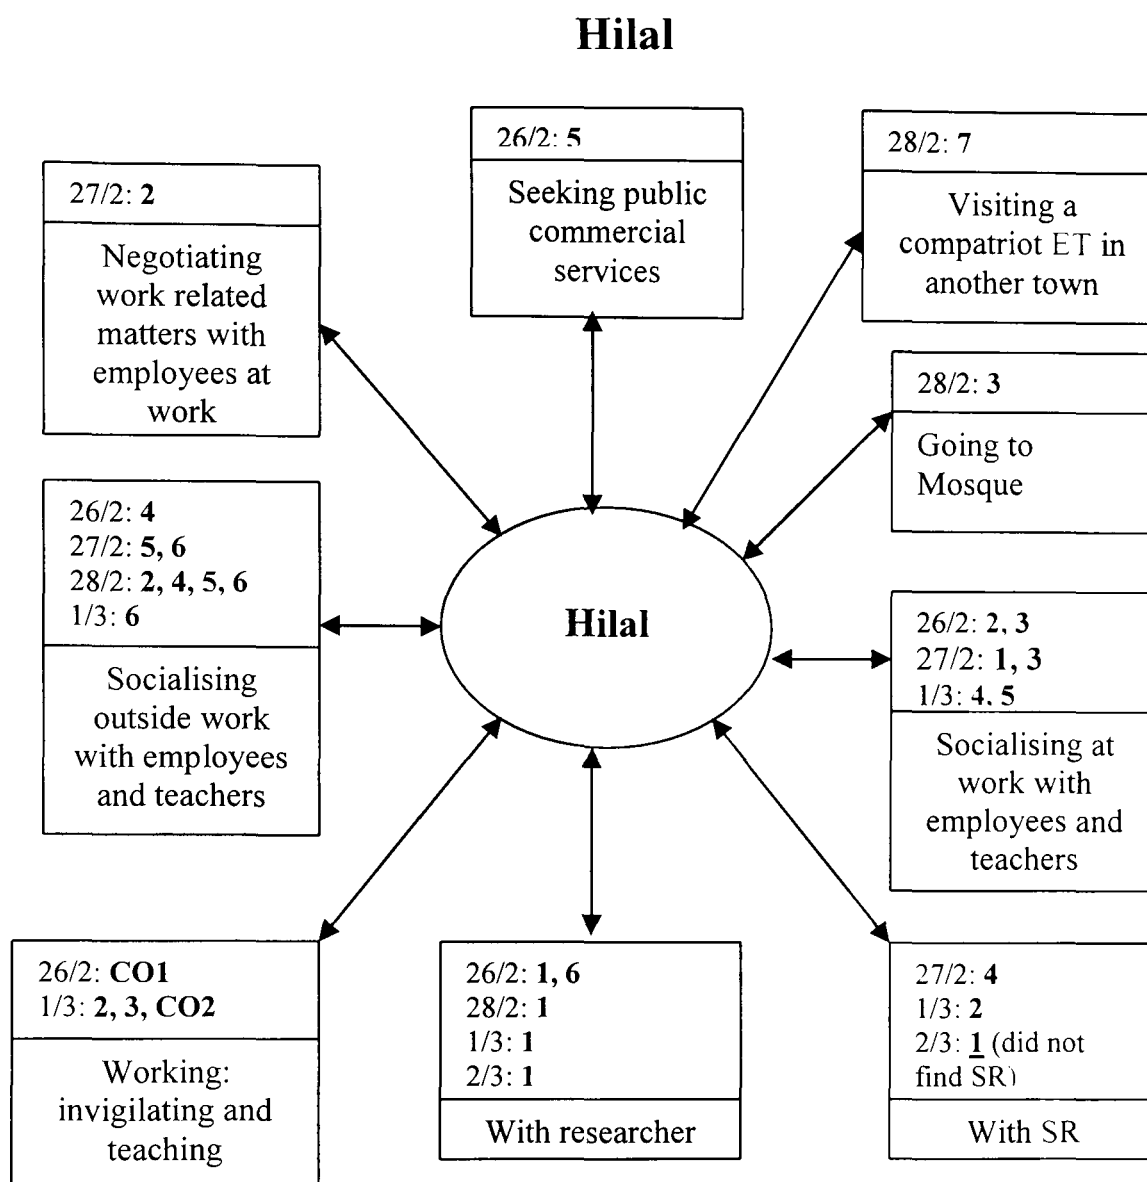 Hilal
26/2: 5
Seeking public
commercial
services
28/2: 7
Visiting a
compatriot ET in
another town
27/2: 2
Negotiating
work related
matters with
employees at
work
28/2: 3
Going to
Mosque
26/2: 4
27/2: 5, 6
28/2: 2, 4, 5, 6
1/3: 6
Socialising
outside work
with employees
and teachers
Hilal
26/2: 2, 3
27/2: 1, 3
1/3: 4, 5
Socialising at
work with
employees and
teachers
26/2: CO1
1/3: 2, 3, CO2
Working:
invigilating and
teaching
26/2: 1, 6
28/2: 1
1/3: 1
2/3: 1
With researcher
27/2: 4
1/3: 2
2/3: 1 (did not
find SR)
With SR